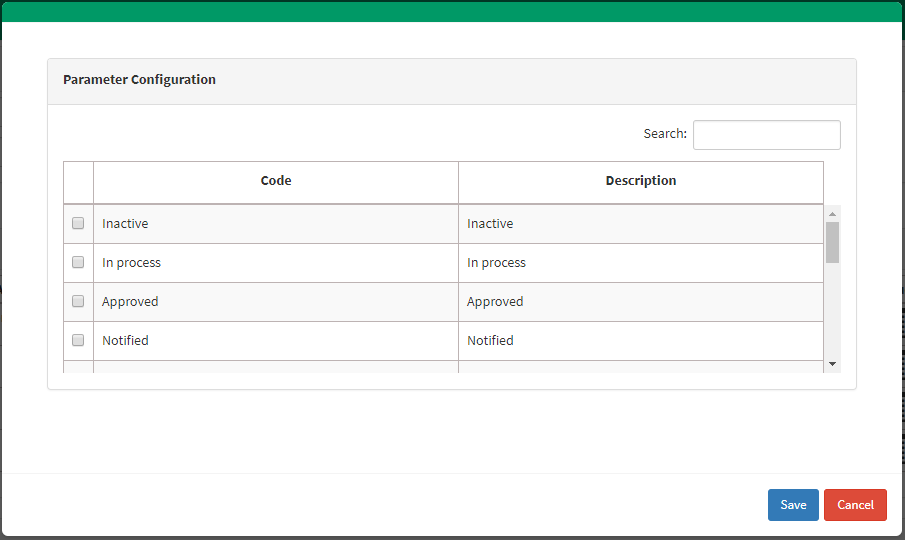 Parameter Configuration
Search:
Code Description
Inactive Inactive
In process In process
Approved Approved
Notified Notified
Save Cancel